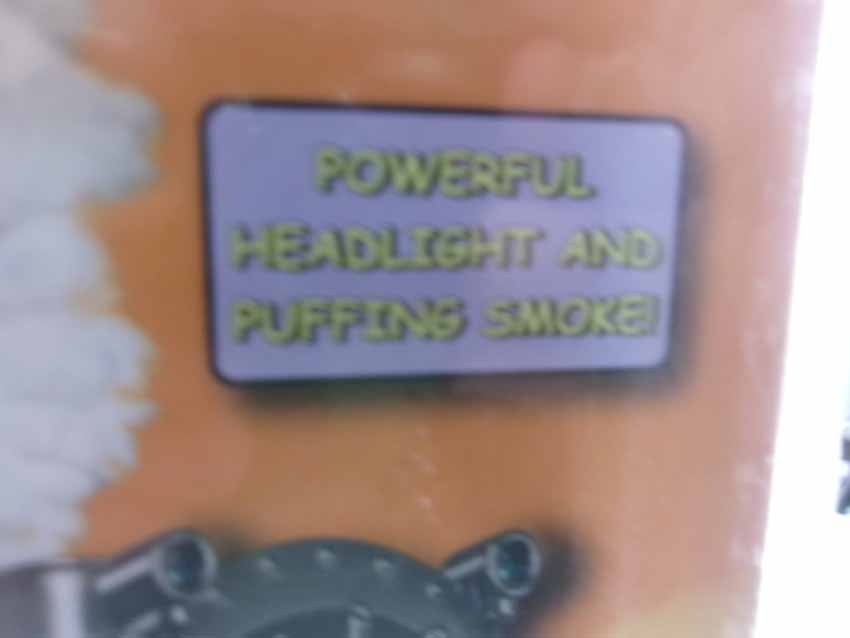 POWERFUL
HEADLIGHT AND
PUFFING SMOKE!